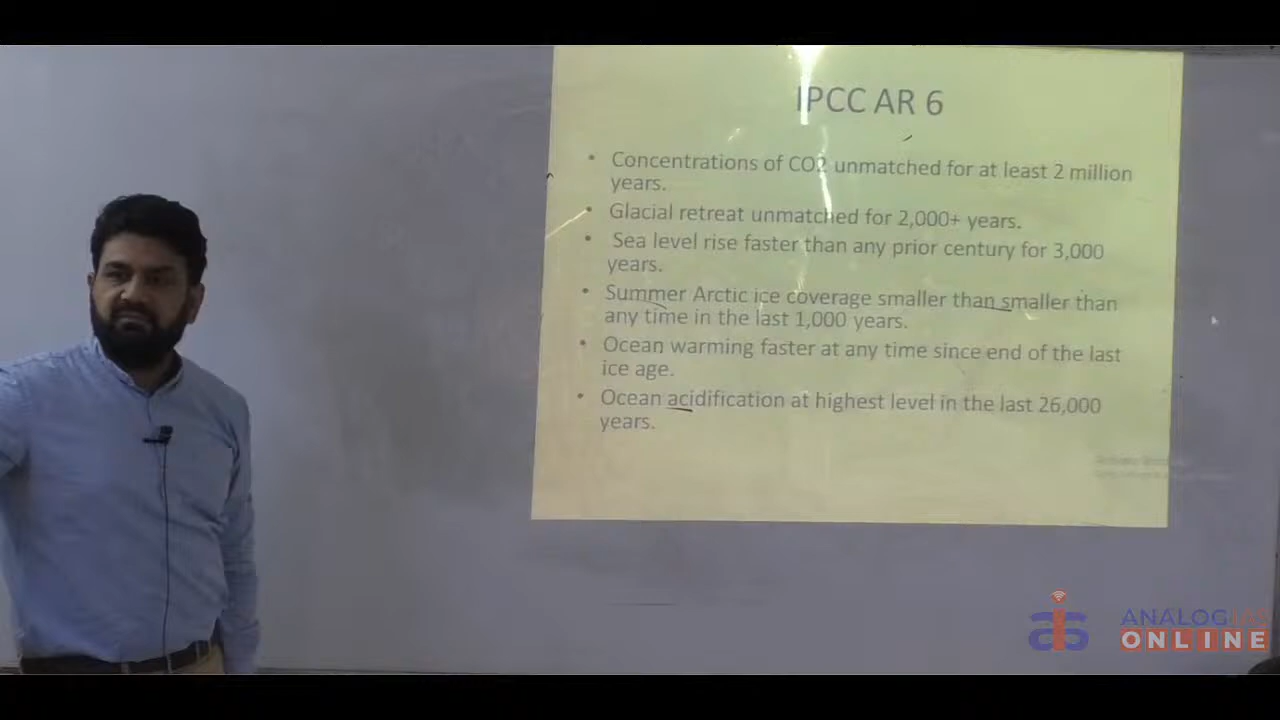 IPCC AR 6
• Concentrations of CO2 unmatched for at least 2 million
years.
• Glacial retreat unmatched for 2,000+ years.
• Sea level rise faster than any prior century for 3,000
years.
• Summer Arctic ice coverage smaller than smaller than
any time in the last 1,000 years.
• Ocean warming faster at any time since end of the last
ice age.
• Ocean acidification at highest level in the last 26,000
years.
ANALOG IAS
ONLINE